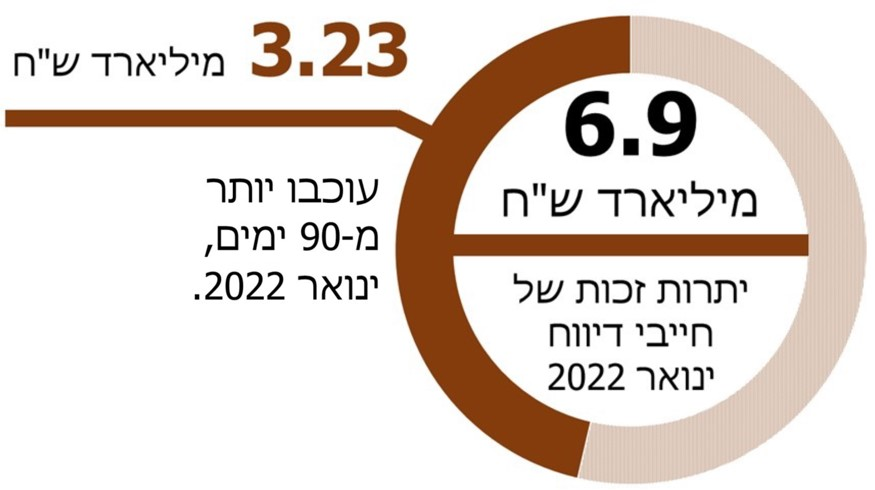 3.23 מיליארד ש"ח
עוכבו יותר
מ-90 ימים,
ינואר 2022.
6.9
מיליארד ש"ח
יתרות זכות של
חייבי דיווח
ינואר 2022